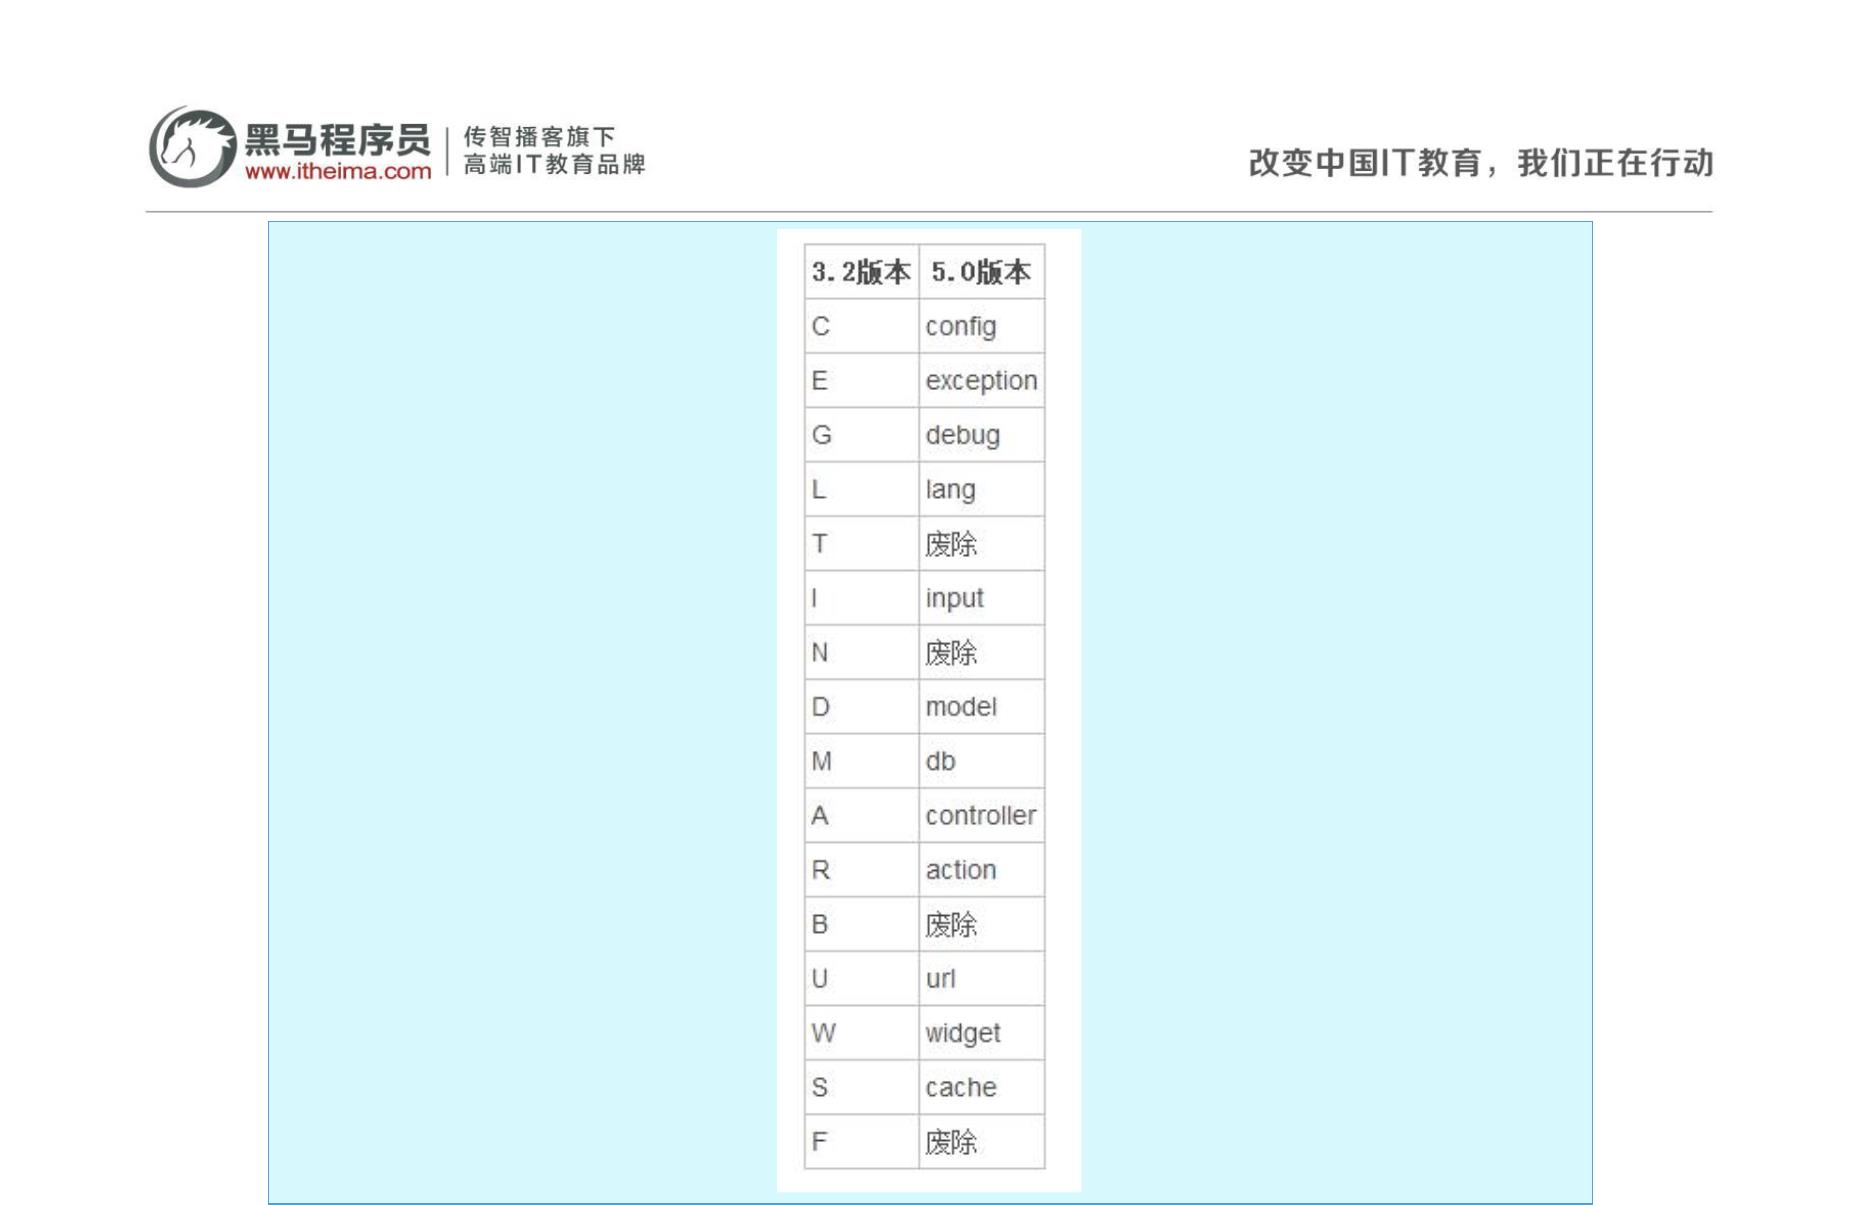 黑马程序员
www.itheima.com
传智播客旗下
高端IT教育品牌
改变中国IT教育，我们正在行动
3.2版本 5.0版本
C config
E exception
G debug
L lang
T 废除
I input
N 废除
D model
M db
A controller
R action
B 废除
U url
W widget
S cache
F 废除